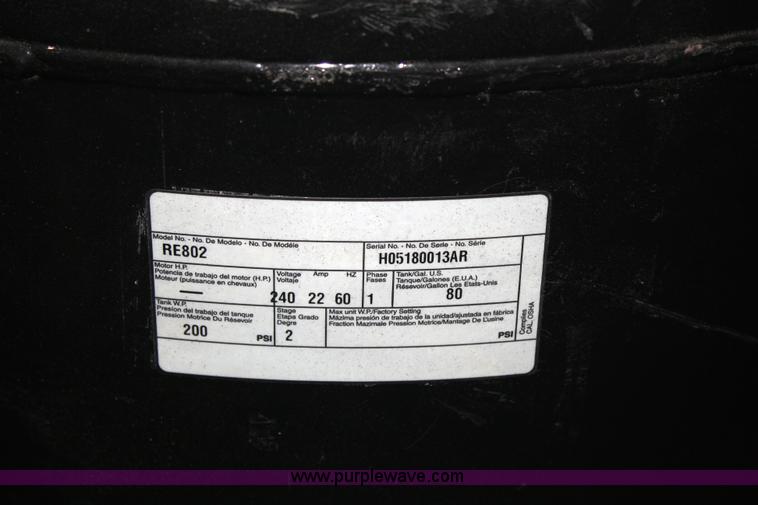 Model No. - No. De Modelo - No. De Modéle
RE802
Serial No. - No. De Serie - No. Série
H05180013AR
Motor H.P.
Potencia de trabajo del motor (H.P.)
Moteur (puissance en chevaux)
—
Voltage
Voltaje
240
Amp
22
HZ
60
Phase
Fases
1
Tank/Gal. U.S.
Tanque/Galones (E.U.A.)
Résevoir/Gallon Les Etats-Unis
80
Tank W.P.
Presion del trabajo del tanque
Pression Motrice Du Résevoir
200 PSI
Stage
Etapa Grado
Degre
2
Max unit W.P./Factory Setting
Mázima presión de trabajo de la unidad/ajustada en fábrica
Fraction Mazimale Pression Motrice/Mantage De L'usine
PSI
Complies
CAL OSHA
www.purplewave.com